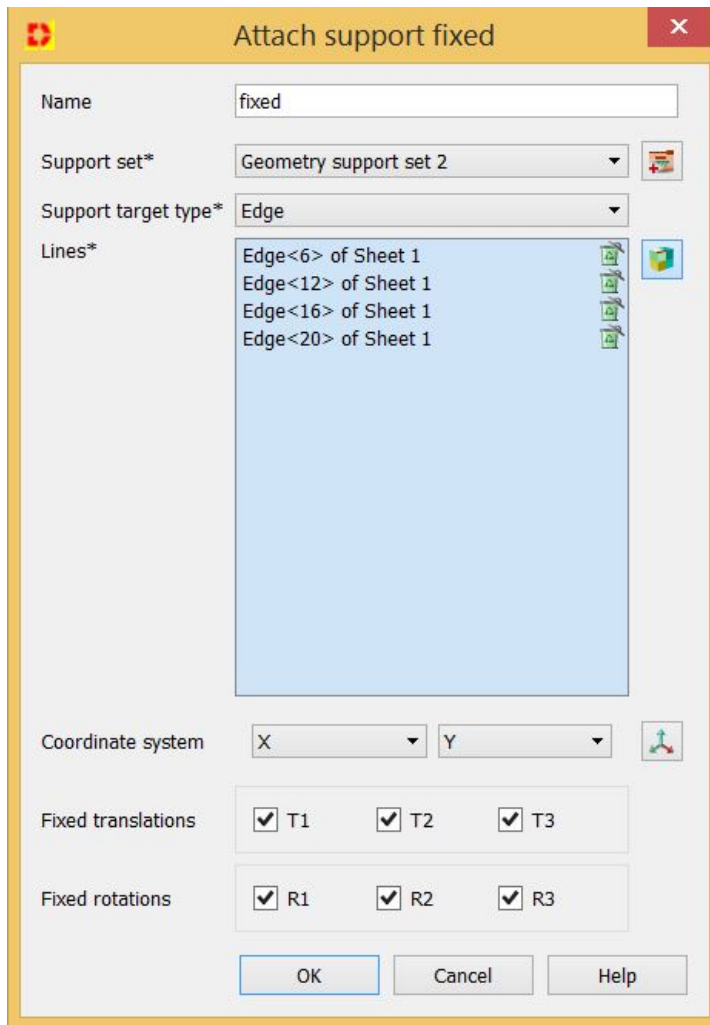 Attach support fixed
Name fixed
Support set* Geometry support set 2
Support target type* Edge
Lines* Edge<6> of Sheet 1
Edge<12> of Sheet 1
Edge<16> of Sheet 1
Edge<20> of Sheet 1
Coordinate system X Y
Fixed translations T1 T2 T3
Fixed rotations R1 R2 R3
OK Cancel Help